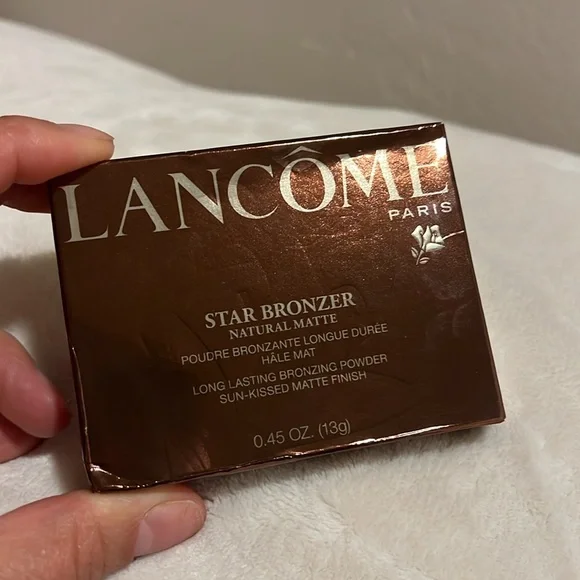 LANCÔME
PARIS
STAR BRONZER
NATURAL MATTE
POUDRE BRONZANTE LONGUE DURÉE
HÂLE MAT
LONG LASTING BRONZING POWDER
SUN-KISSED MATTE FINISH
0.45 OZ. (13g)